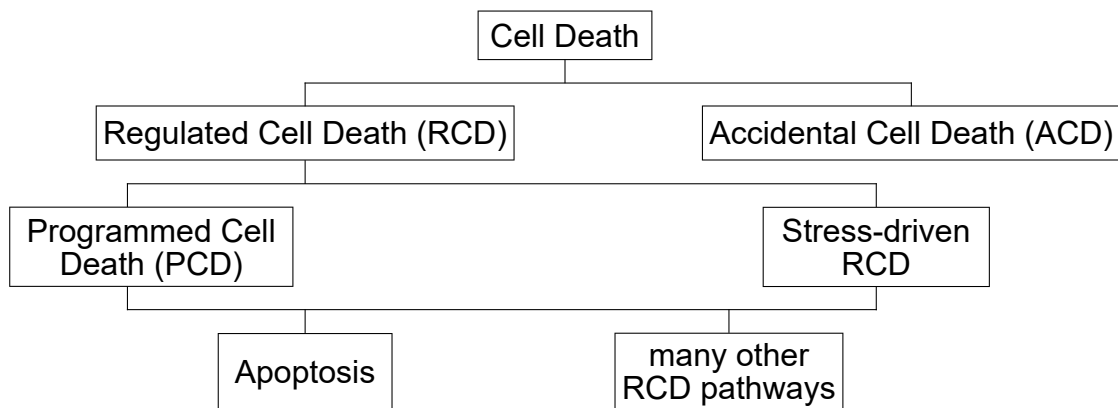 Cell Death
Regulated Cell Death (RCD)
Accidental Cell Death (ACD)
Programmed Cell
Death (PCD)
Stress-driven
RCD
Apoptosis
many other
RCD pathways